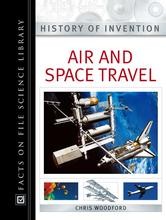 FACTS ON FILE SCIENCE LIBRARY
HISTORY OF INVENTION
AIR AND
SPACE TRAVEL
CHRIS WOODFORD